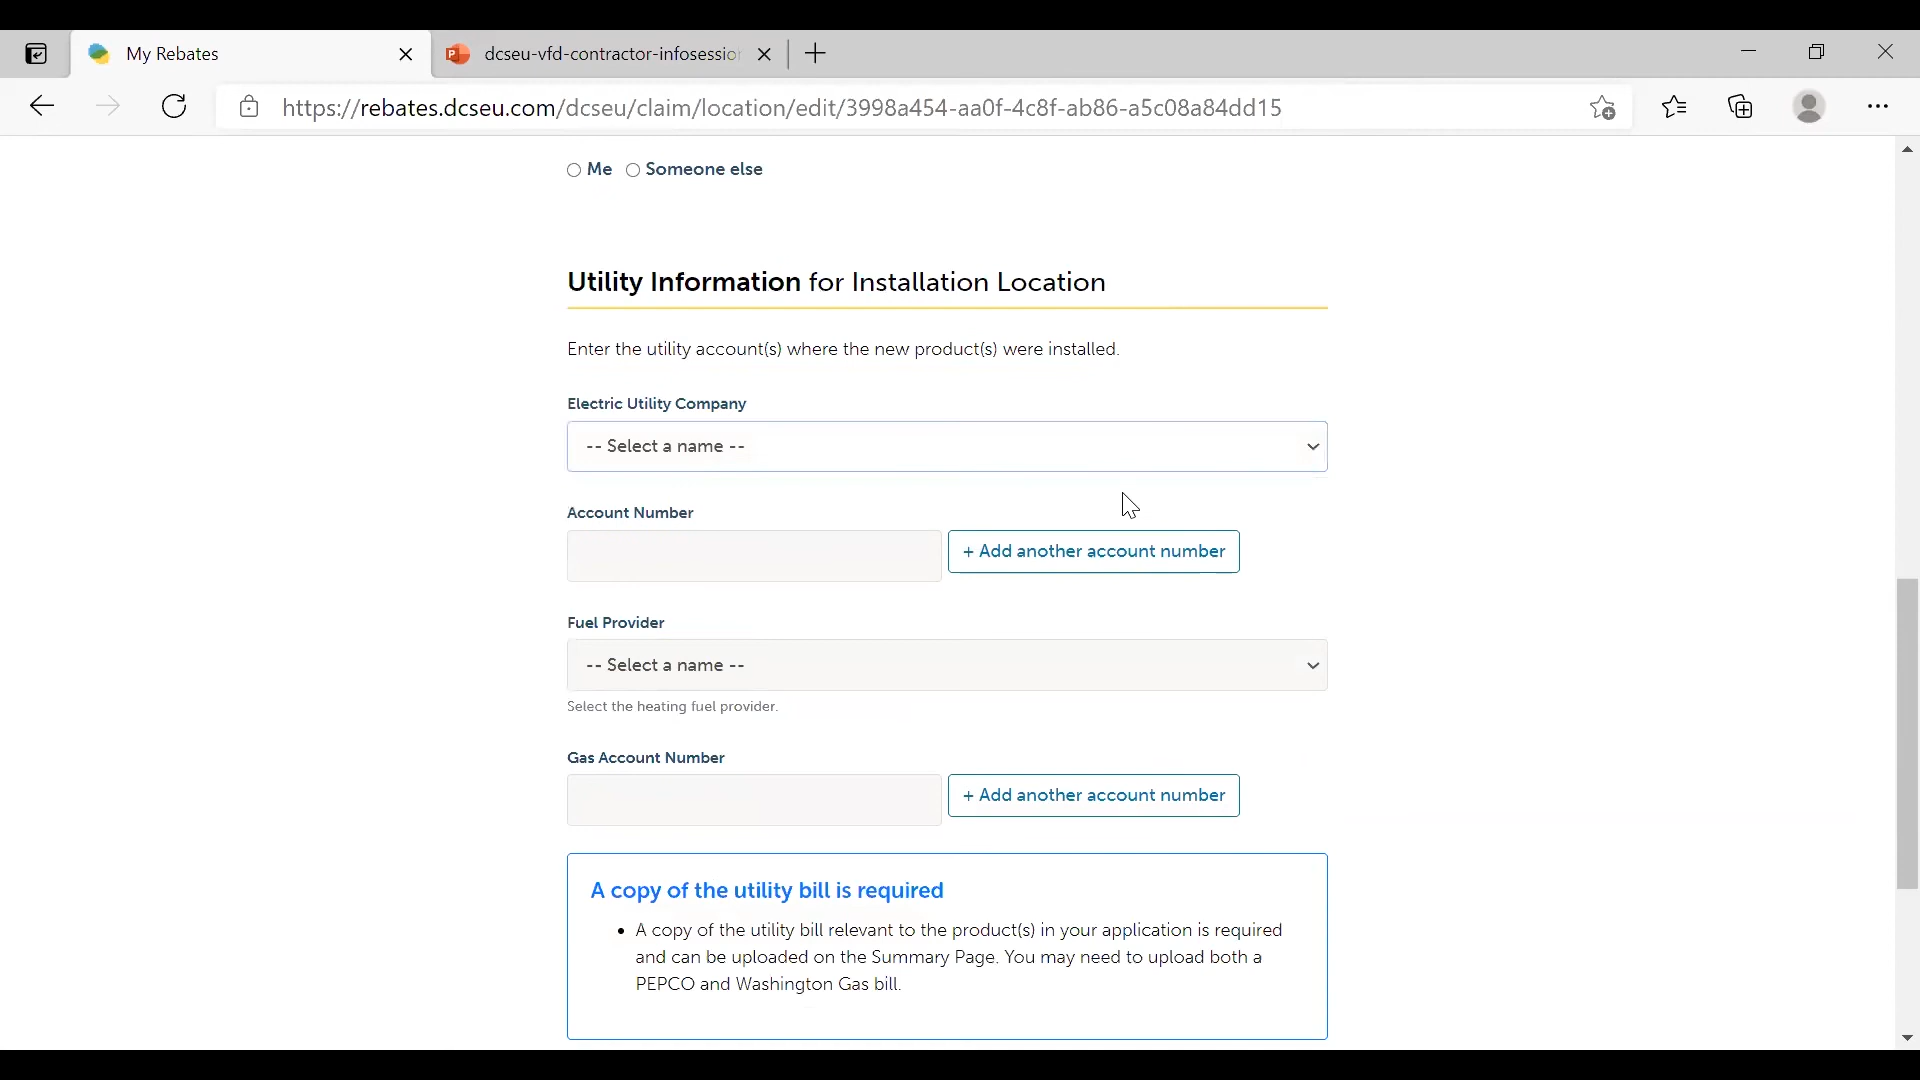 My Rebates
dcseu-vfd-contractor-infosessio
https://rebates.dcseu.com/dcseu/claim/location/edit/3998a454-aa0f-4c8f-ab86-a5c08a84dd15
Me Someone else
Utility Information for Installation Location
Enter the utility account(s) where the new product(s) were installed.
Electric Utility Company
-- Select a name --
Account Number
+ Add another account number
Fuel Provider
-- Select a name --
Select the heating fuel provider.
Gas Account Number
+ Add another account number
A copy of the utility bill is required
• A copy of the utility bill relevant to the product(s) in your application is required
and can be uploaded on the Summary Page. You may need to upload both a
PEPCO and Washington Gas bill.